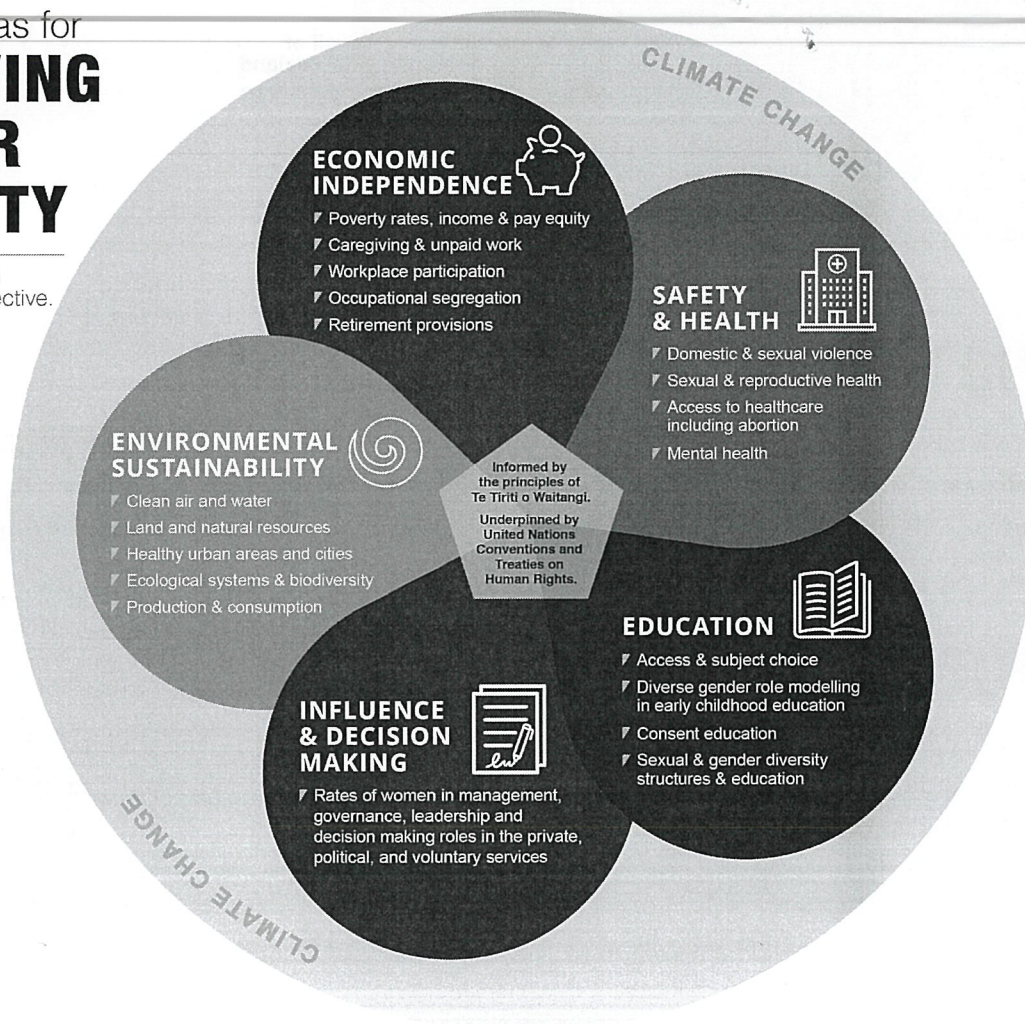 as for
ING
R
TY
ective.
CLIMATE CHANGE
ECONOMIC
INDEPENDENCE
Poverty rates, income & pay equity
Caregiving & unpaid work
Workplace participation
Occupational segregation
Retirement provisions
SAFETY
& HEALTH
Domestic & sexual violence
Sexual & reproductive health
Access to healthcare
including abortion
Mental health
ENVIRONMENTAL
SUSTAINABILITY
Clean air and water
Land and natural resources
Healthy urban areas and cities
Ecological systems & biodiversity
Production & consumption
Informed by
the principles of
Te Tiriti o Waitangi.
Underpinned by
United Nations
Conventions and
Treaties on
Human Rights.
EDUCATION
Access & subject choice
Diverse gender role modelling
in early childhood education
Consent education
Sexual & gender diversity
structures & education
INFLUENCE
& DECISION
MAKING
Rates of women in management,
governance, leadership and
decision making roles in the private,
political, and voluntary services
CLIMATE CHANGE